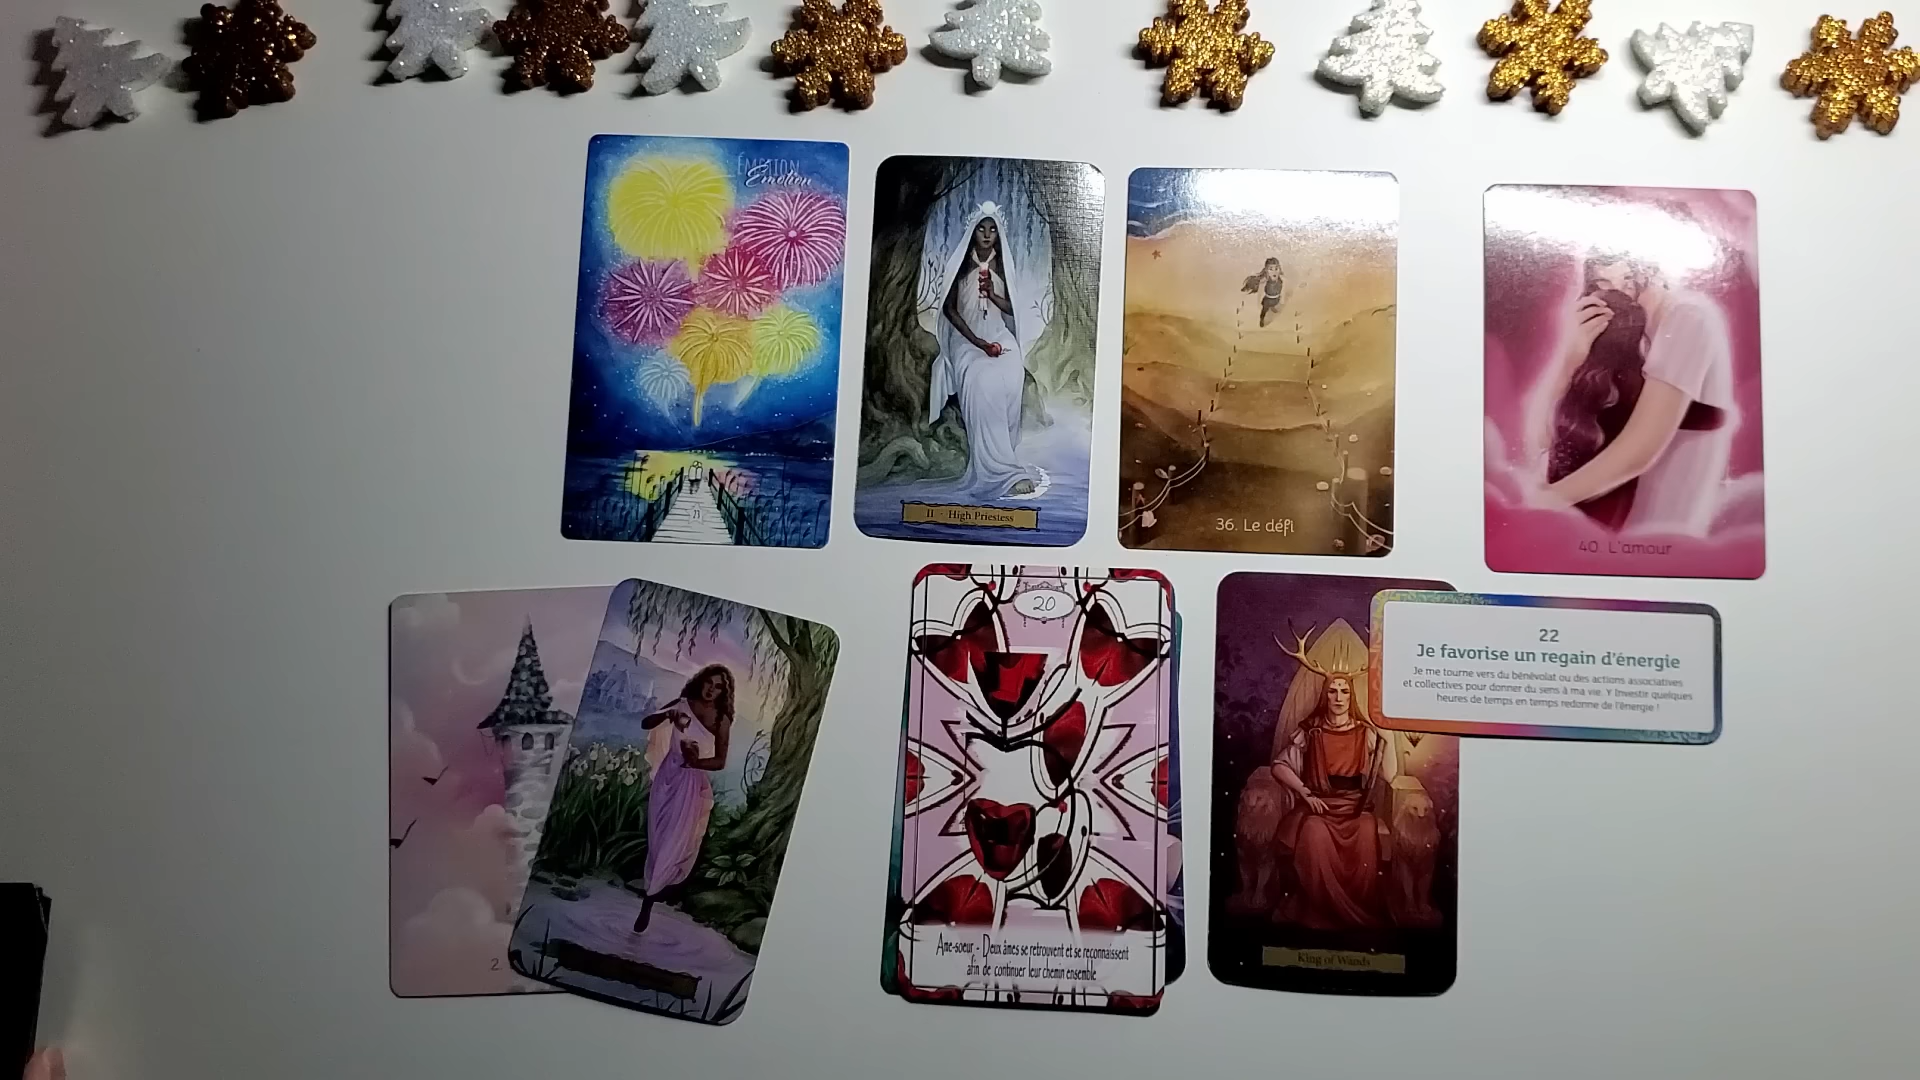 ÉMOTION
Émotion
21
II - High Priestess
36. Le défi
40. L'amour
2
20
Ame-soeur - Deux âmes se retrouvent et se reconnaissent
afin de continuer leur chemin ensemble
King of Wands
22
Je favorise un regain d'énergie
Je me tourne vers du bénévolat ou des actions associatives
et collectives pour donner du sens à ma vie. Y Investir quelques
heures de temps en temps redonne de l'énergie !